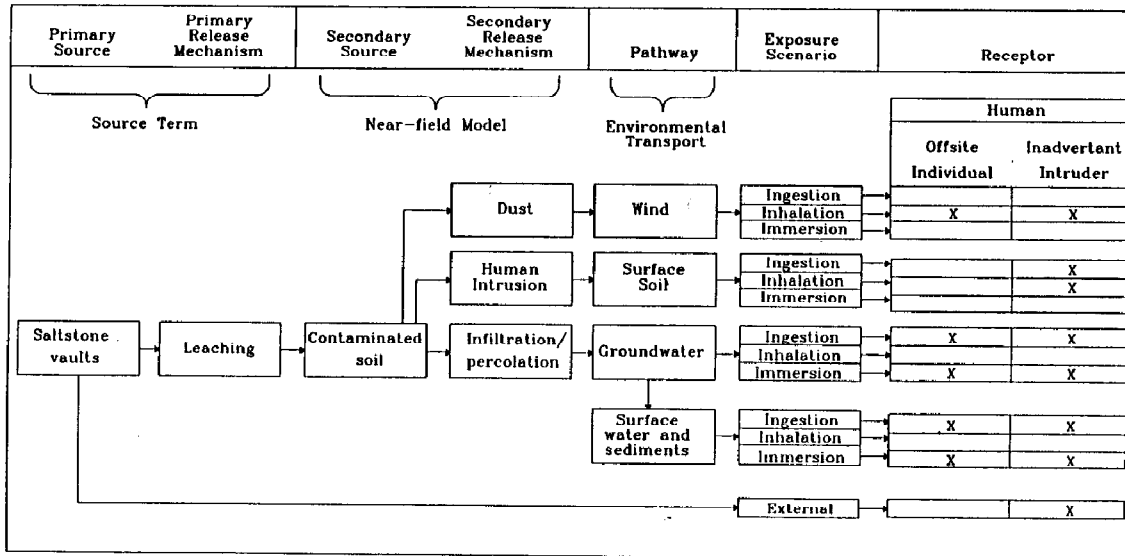 Primary Source
Primary Release Mechanism
Secondary Source
Secondary Release Mechanism
Pathway
Exposure Scenario
Receptor
Source Term
Near-field Model
Environmental Transport
Human
Offsite Individual
Inadvertant Intruder
Dust
Wind
Ingestion
Inhalation X X
Immersion
Human Intrusion
Surface Soil
Ingestion X
Inhalation X
Immersion
Saltstone vaults
Leaching
Contaminated soil
Infiltration/ percolation
Groundwater
Ingestion X X
Inhalation
Immersion X X
Surface water and sediments
Ingestion X X
Inhalation
Immersion X X
External X